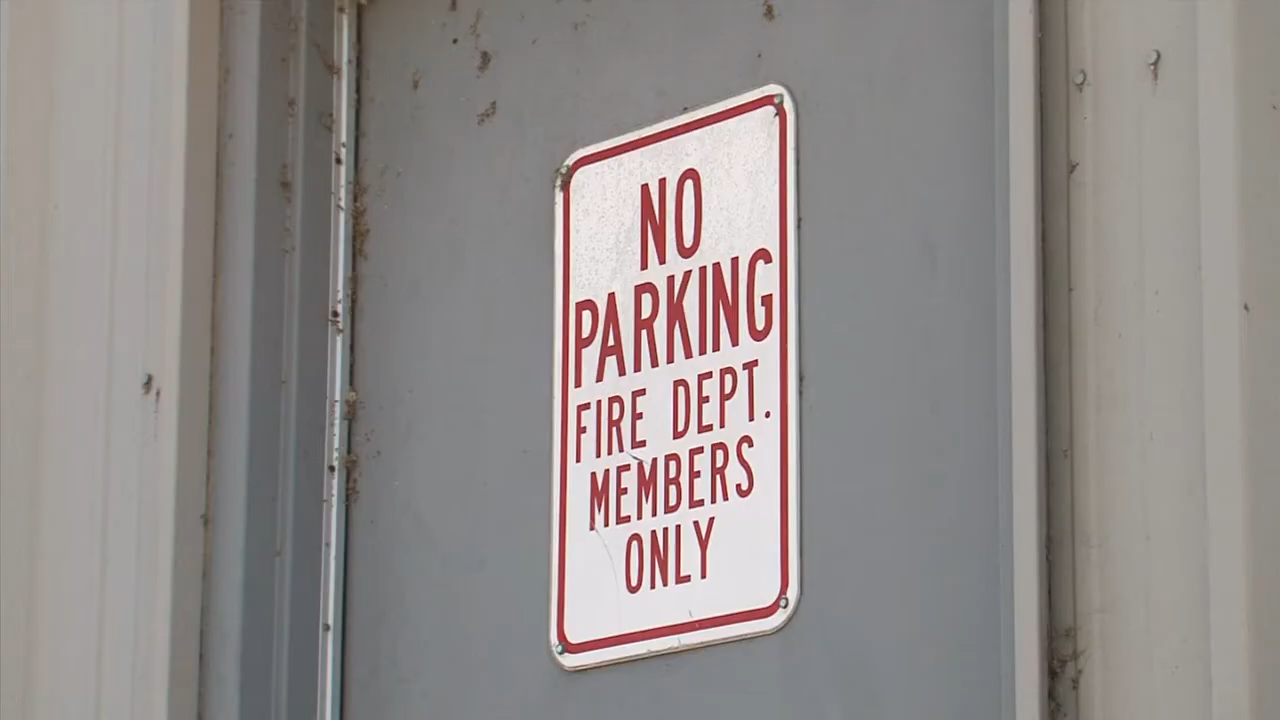 NO
PARKING
FIRE DEPT.
MEMBERS
ONLY